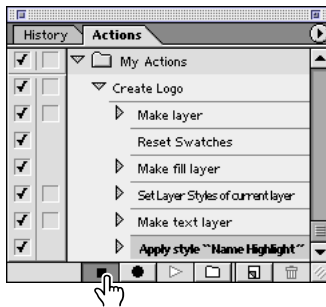 History Actions
My Actions
Create Logo
Make layer
Reset Swatches
Make fill layer
Set Layer Styles of current layer
Make text layer
Apply style ``Name Highlight´´